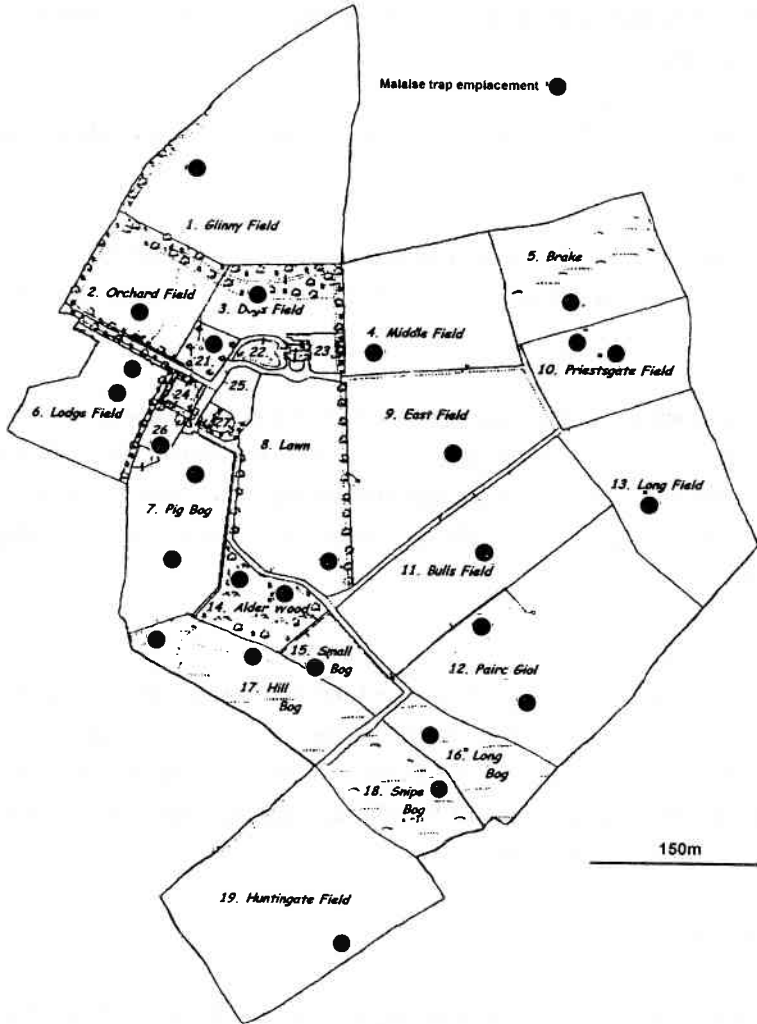 Malaise trap emplacement
1. Glinny Field
2. Orchard Field
3. Duys Field
4. Middle Field
5. Brake
21.
22.
23.
10. Priestsgate Field
6. Lodge Field
24.
25.
26
27.
8. Lawn
9. East Field
7. Pig Bog
13. Long Field
11. Bulls Field
14. Alder wood
15. Small
Bog
12. Pairc Giol
17. Hill
Bog
16. Long
Bog
18. Snipe
Bog
150m
19. Huntingate Field